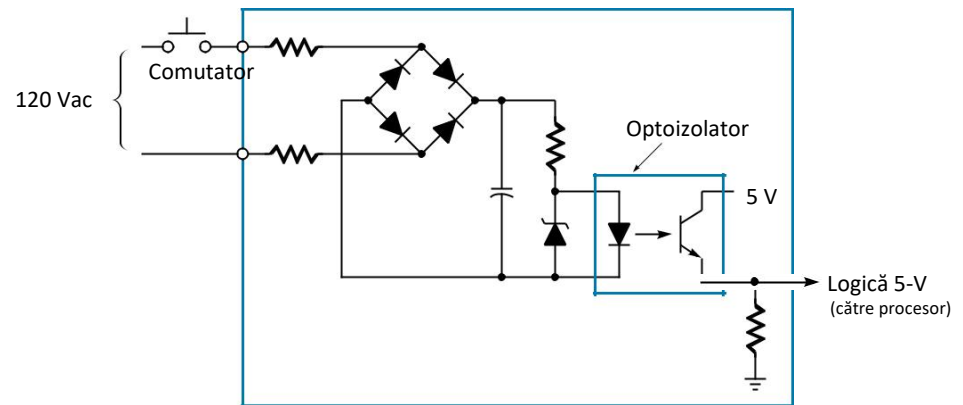 Comutator
120 Vac
Optoizolator
5 V
Logică 5-V
(către procesor)